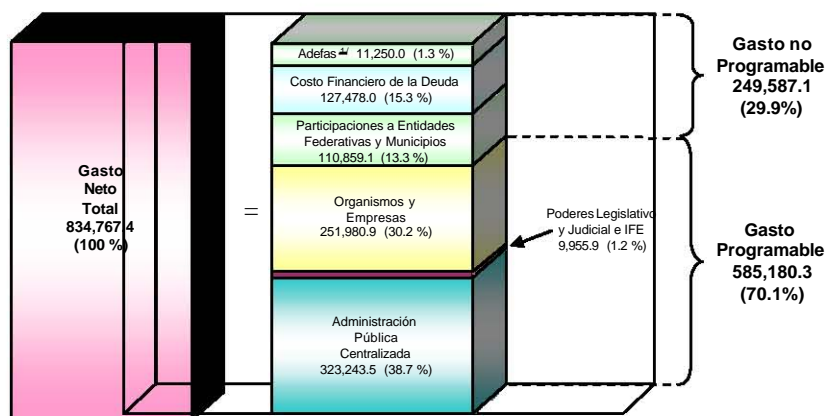 Adefas 1/ 11,250.0 (1.3 %)
Costo Financiero de la Deuda
127,478.0 (15.3 %)
Participaciones a Entidades
Federativas y Municipios
110,859.1 (13.3 %)
Gasto
Neto
Total
834,767.4
(100 %)
=
Organismos y
Empresas
251,980.9 (30.2 %)
Poderes Legislativo
y Judicial e IFE
9,955.9 (1.2 %)
Administración
Pública
Centralizada
323,243.5 (38.7 %)
Gasto no
Programable
249,587.1
(29.9%)
Gasto
Programable
585,180.3
(70.1%)